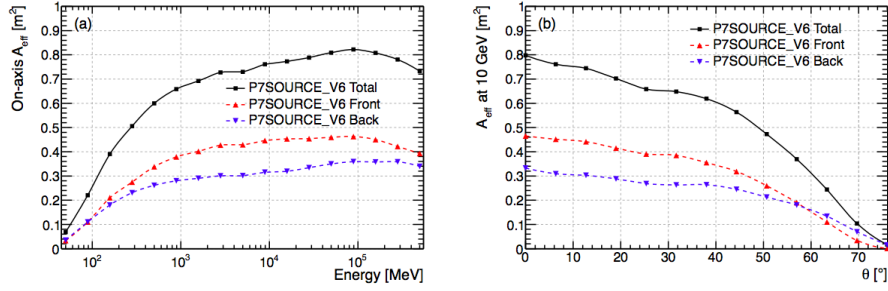 (a)
On-axis A_eff [m²]
1
0.9
0.8
0.7
0.6
0.5
0.4
0.3
0.2
0.1
0
P7SOURCE_V6 Total
P7SOURCE_V6 Front
P7SOURCE_V6 Back
10²
10³
10⁴
10⁵
Energy [MeV]
(b)
A_eff at 10 GeV [m²]
1
0.9
0.8
0.7
0.6
0.5
0.4
0.3
0.2
0.1
0
P7SOURCE_V6 Total
P7SOURCE_V6 Front
P7SOURCE_V6 Back
0
10
20
30
40
50
60
70
θ [°]